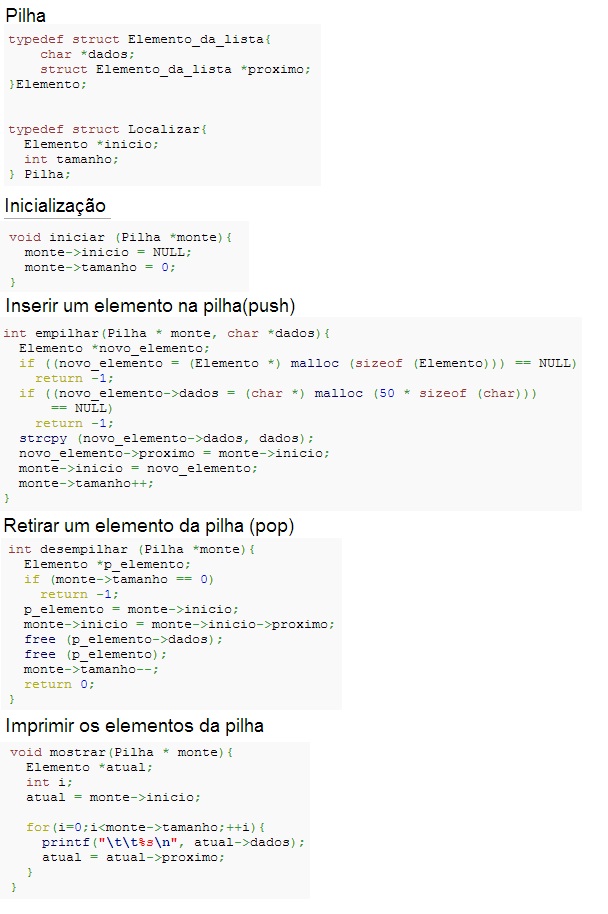 Pilha
typedef struct Elemento_da_lista{
    char *dados;
    struct Elemento_da_lista *proximo;
}Elemento;
typedef struct Localizar{
  Elemento *inicio;
  int tamanho;
} Pilha;
Inicialização
void iniciar (Pilha *monte){
  monte->inicio = NULL;
  monte->tamanho = 0;
}
Inserir um elemento na pilha(push)
int empilhar(Pilha * monte, char *dados){
  Elemento *novo_elemento;
  if ((novo_elemento = (Elemento *) malloc (sizeof (Elemento))) == NULL)
    return -1;
  if ((novo_elemento->dados = (char *) malloc (50 * sizeof (char)))
      == NULL)
    return -1;
  strcpy (novo_elemento->dados, dados);
  novo_elemento->proximo = monte->inicio;
  monte->inicio = novo_elemento;
  monte->tamanho++;
}
Retirar um elemento da pilha (pop)
int desempilhar (Pilha *monte){
  Elemento *p_elemento;
  if (monte->tamanho == 0)
    return -1;
  p_elemento = monte->inicio;
  monte->inicio = monte->inicio->proximo;
  free (p_elemento->dados);
  free (p_elemento);
  monte->tamanho--;
  return 0;
}
Imprimir os elementos da pilha
void mostrar(Pilha * monte){
  Elemento *atual;
  int i;
  atual = monte->inicio;
  for(i=0;i<monte->tamanho;++i){
    printf("\t\t%s\n", atual->dados);
    atual = atual->proximo;
  }
}